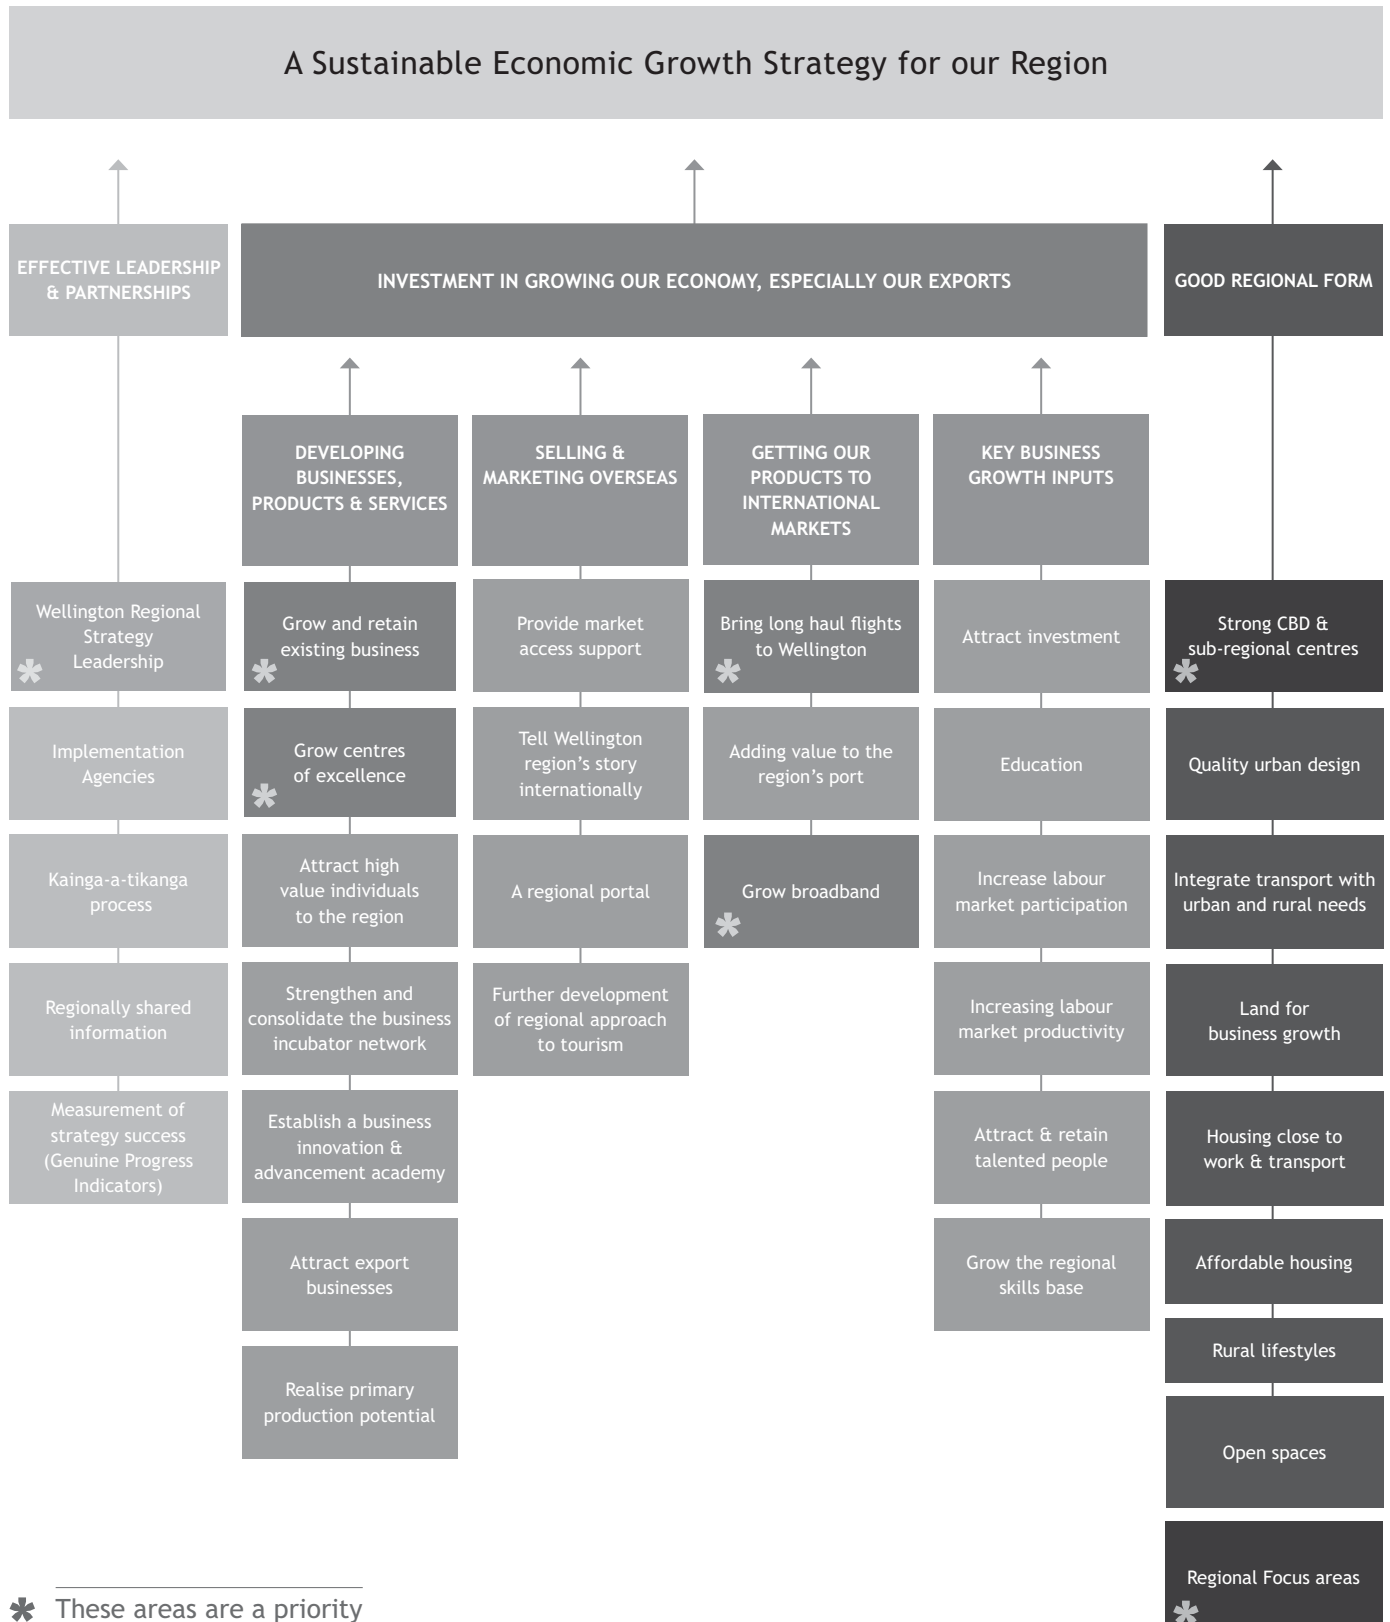 A Sustainable Economic Growth Strategy for our Region
EFFECTIVE LEADERSHIP
& PARTNERSHIPS
INVESTMENT IN GROWING OUR ECONOMY, ESPECIALLY OUR EXPORTS
GOOD REGIONAL FORM
DEVELOPING
BUSINESSES,
PRODUCTS & SERVICES
SELLING &
MARKETING OVERSEAS
GETTING OUR
PRODUCTS TO
INTERNATIONAL
MARKETS
KEY BUSINESS
GROWTH INPUTS
Wellington Regional
Strategy
Leadership
*
Implementation
Agencies
Kainga-a-tikanga
process
Regionally shared
information
Measurement of
strategy success
(Genuine Progress
Indicators)
Grow and retain
existing business
*
Grow centres
of excellence
*
Attract high
value individuals
to the region
Strengthen and
consolidate the business
incubator network
Establish a business
innovation &
advancement academy
Attract export
businesses
Realise primary
production potential
Provide market
access support
Tell Wellington
region’s story
internationally
A regional portal
Further development
of regional approach
to tourism
Bring long haul flights
to Wellington
*
Adding value to the
region’s port
Grow broadband
*
Attract investment
Education
Increase labour
market participation
Increasing labour
market productivity
Attract & retain
talented people
Grow the regional
skills base
Strong CBD &
sub-regional centres
*
Quality urban design
Integrate transport with
urban and rural needs
Land for
business growth
Housing close to
work & transport
Affordable housing
Rural lifestyles
Open spaces
Regional Focus areas
*
* These areas are a priority